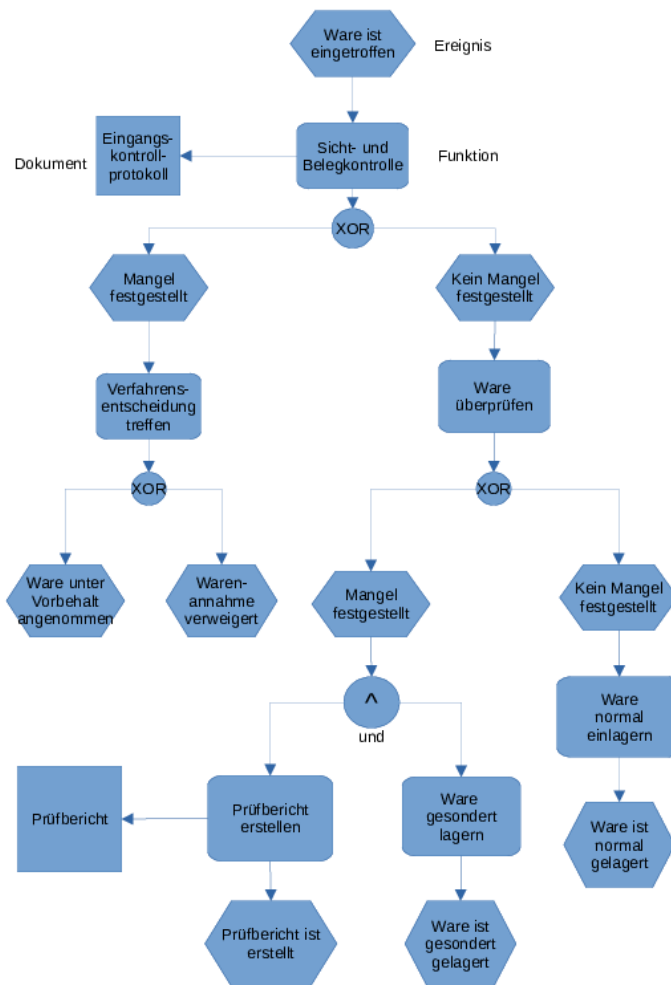 Ware ist
eingetroffen
Ereignis
Dokument
Eingangs-
kontroll-
protokoll
Sicht- und
Belegkontrolle
Funktion
XOR
Mangel
festgestellt
Kein Mangel
festgestellt
Verfahrens-
entscheidung
treffen
Ware
überprüfen
XOR
XOR
Ware unter
Vorbehalt
angenommen
Waren-
annahme
verweigert
Mangel
festgestellt
Kein Mangel
festgestellt
^
und
Ware
normal
einlagern
Prüfbericht
Prüfbericht
erstellen
Ware
gesondert
lagern
Ware ist
normal
gelagert
Prüfbericht ist
erstellt
Ware ist
gesondert
gelagert